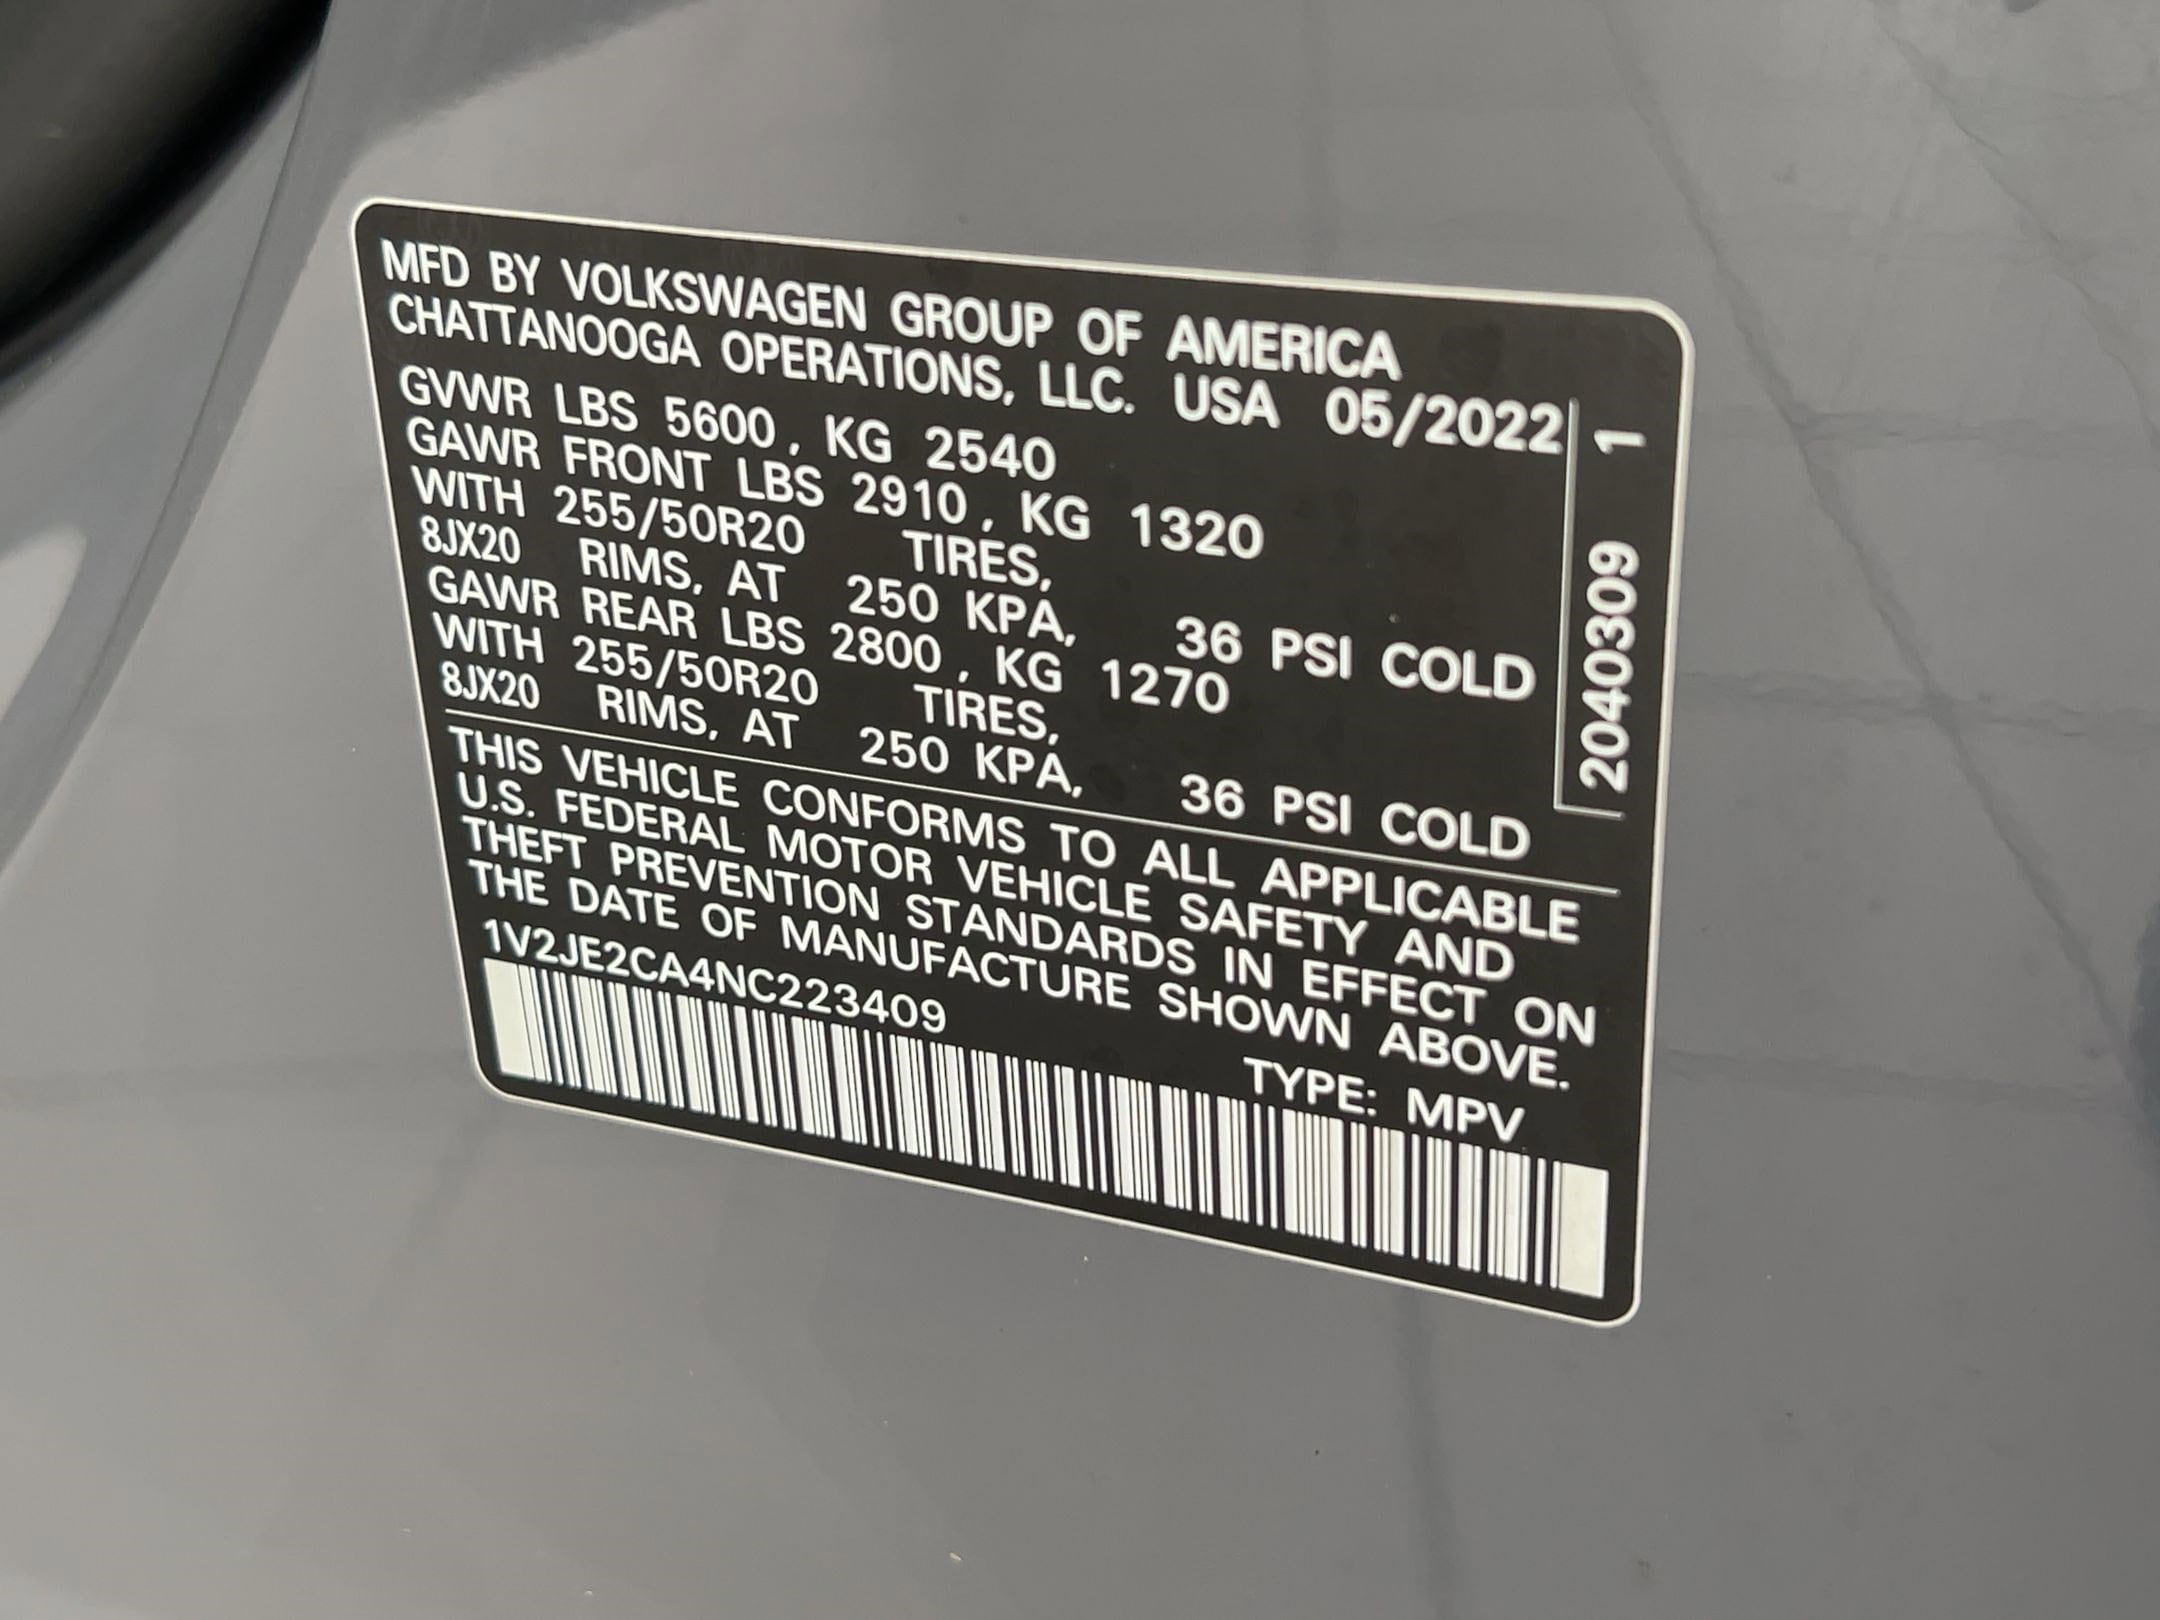 MFD BY VOLKSWAGEN GROUP OF AMERICA
CHATTANOOGA OPERATIONS, LLC. USA 05/2022
GVWR LBS 5600, KG 2540
GAWR FRONT LBS 2910, KG 1320
WITH 255/50R20 TIRES,
8JX20 RIMS, AT 250 KPA, 36 PSI COLD
GAWR REAR LBS 2800, KG 1270
WITH 255/50R20 TIRES,
8JX20 RIMS, AT 250 KPA, 36 PSI COLD
THIS VEHICLE CONFORMS TO ALL APPLICABLE
U.S. FEDERAL MOTOR VEHICLE SAFETY AND
THEFT PREVENTION STANDARDS IN EFFECT ON
THE DATE OF MANUFACTURE SHOWN ABOVE.
1V2JE2CA4NC223409 TYPE: MPV
2040309 1